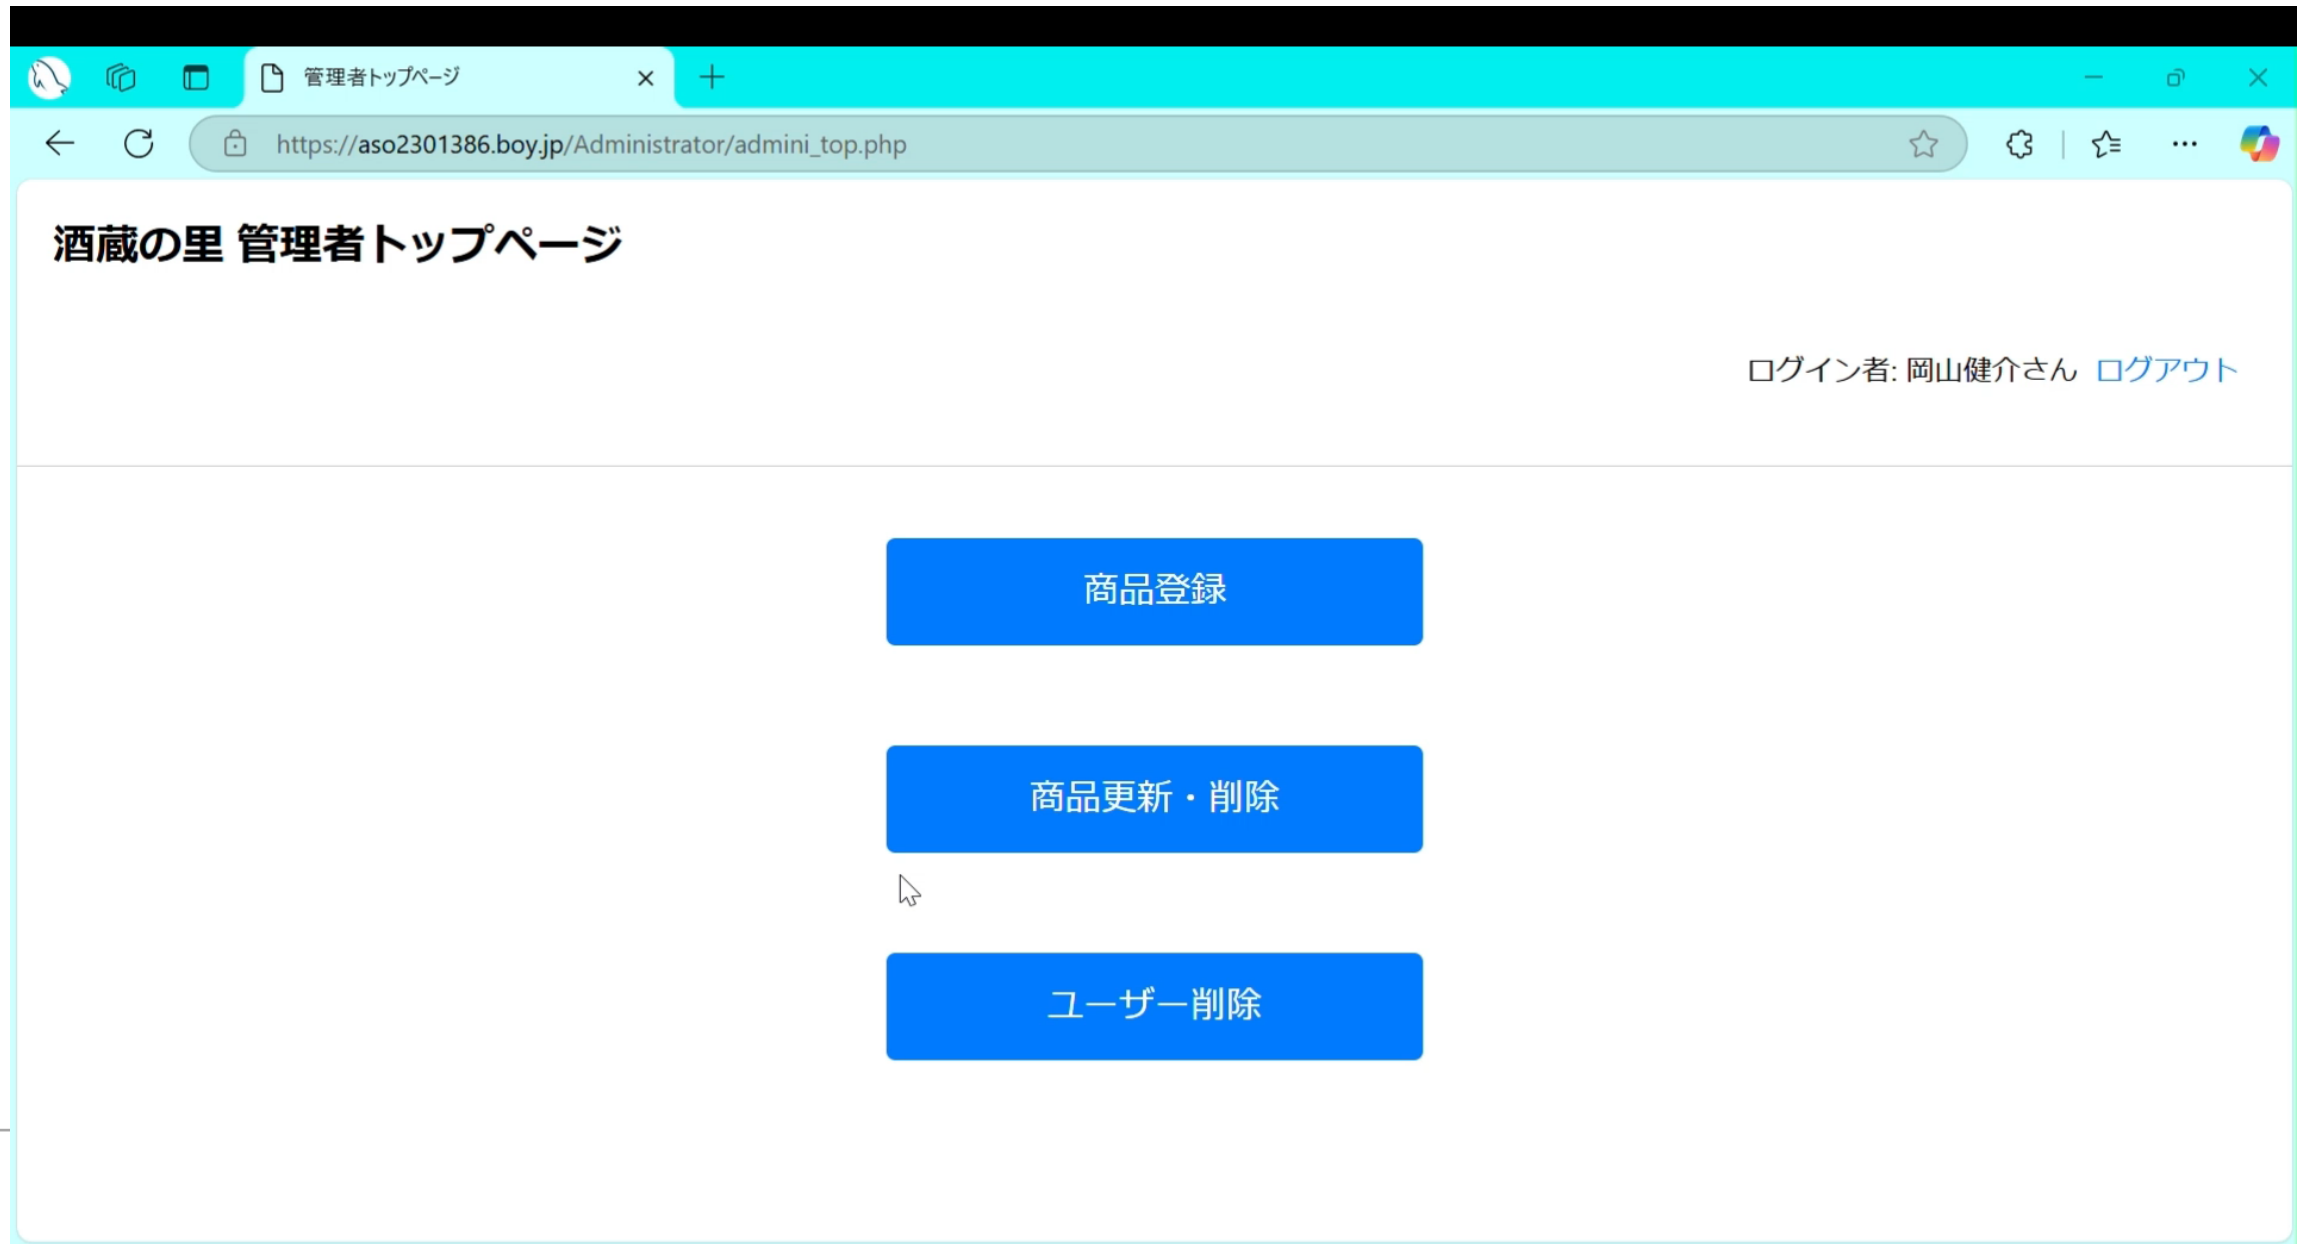 管理者トップページ
https://aso2301386.boy.jp/Administrator/admini_top.php
酒蔵の里 管理者トップページ
ログイン者: 岡山健介さん ログアウト
商品登録
商品更新・削除
ユーザー削除